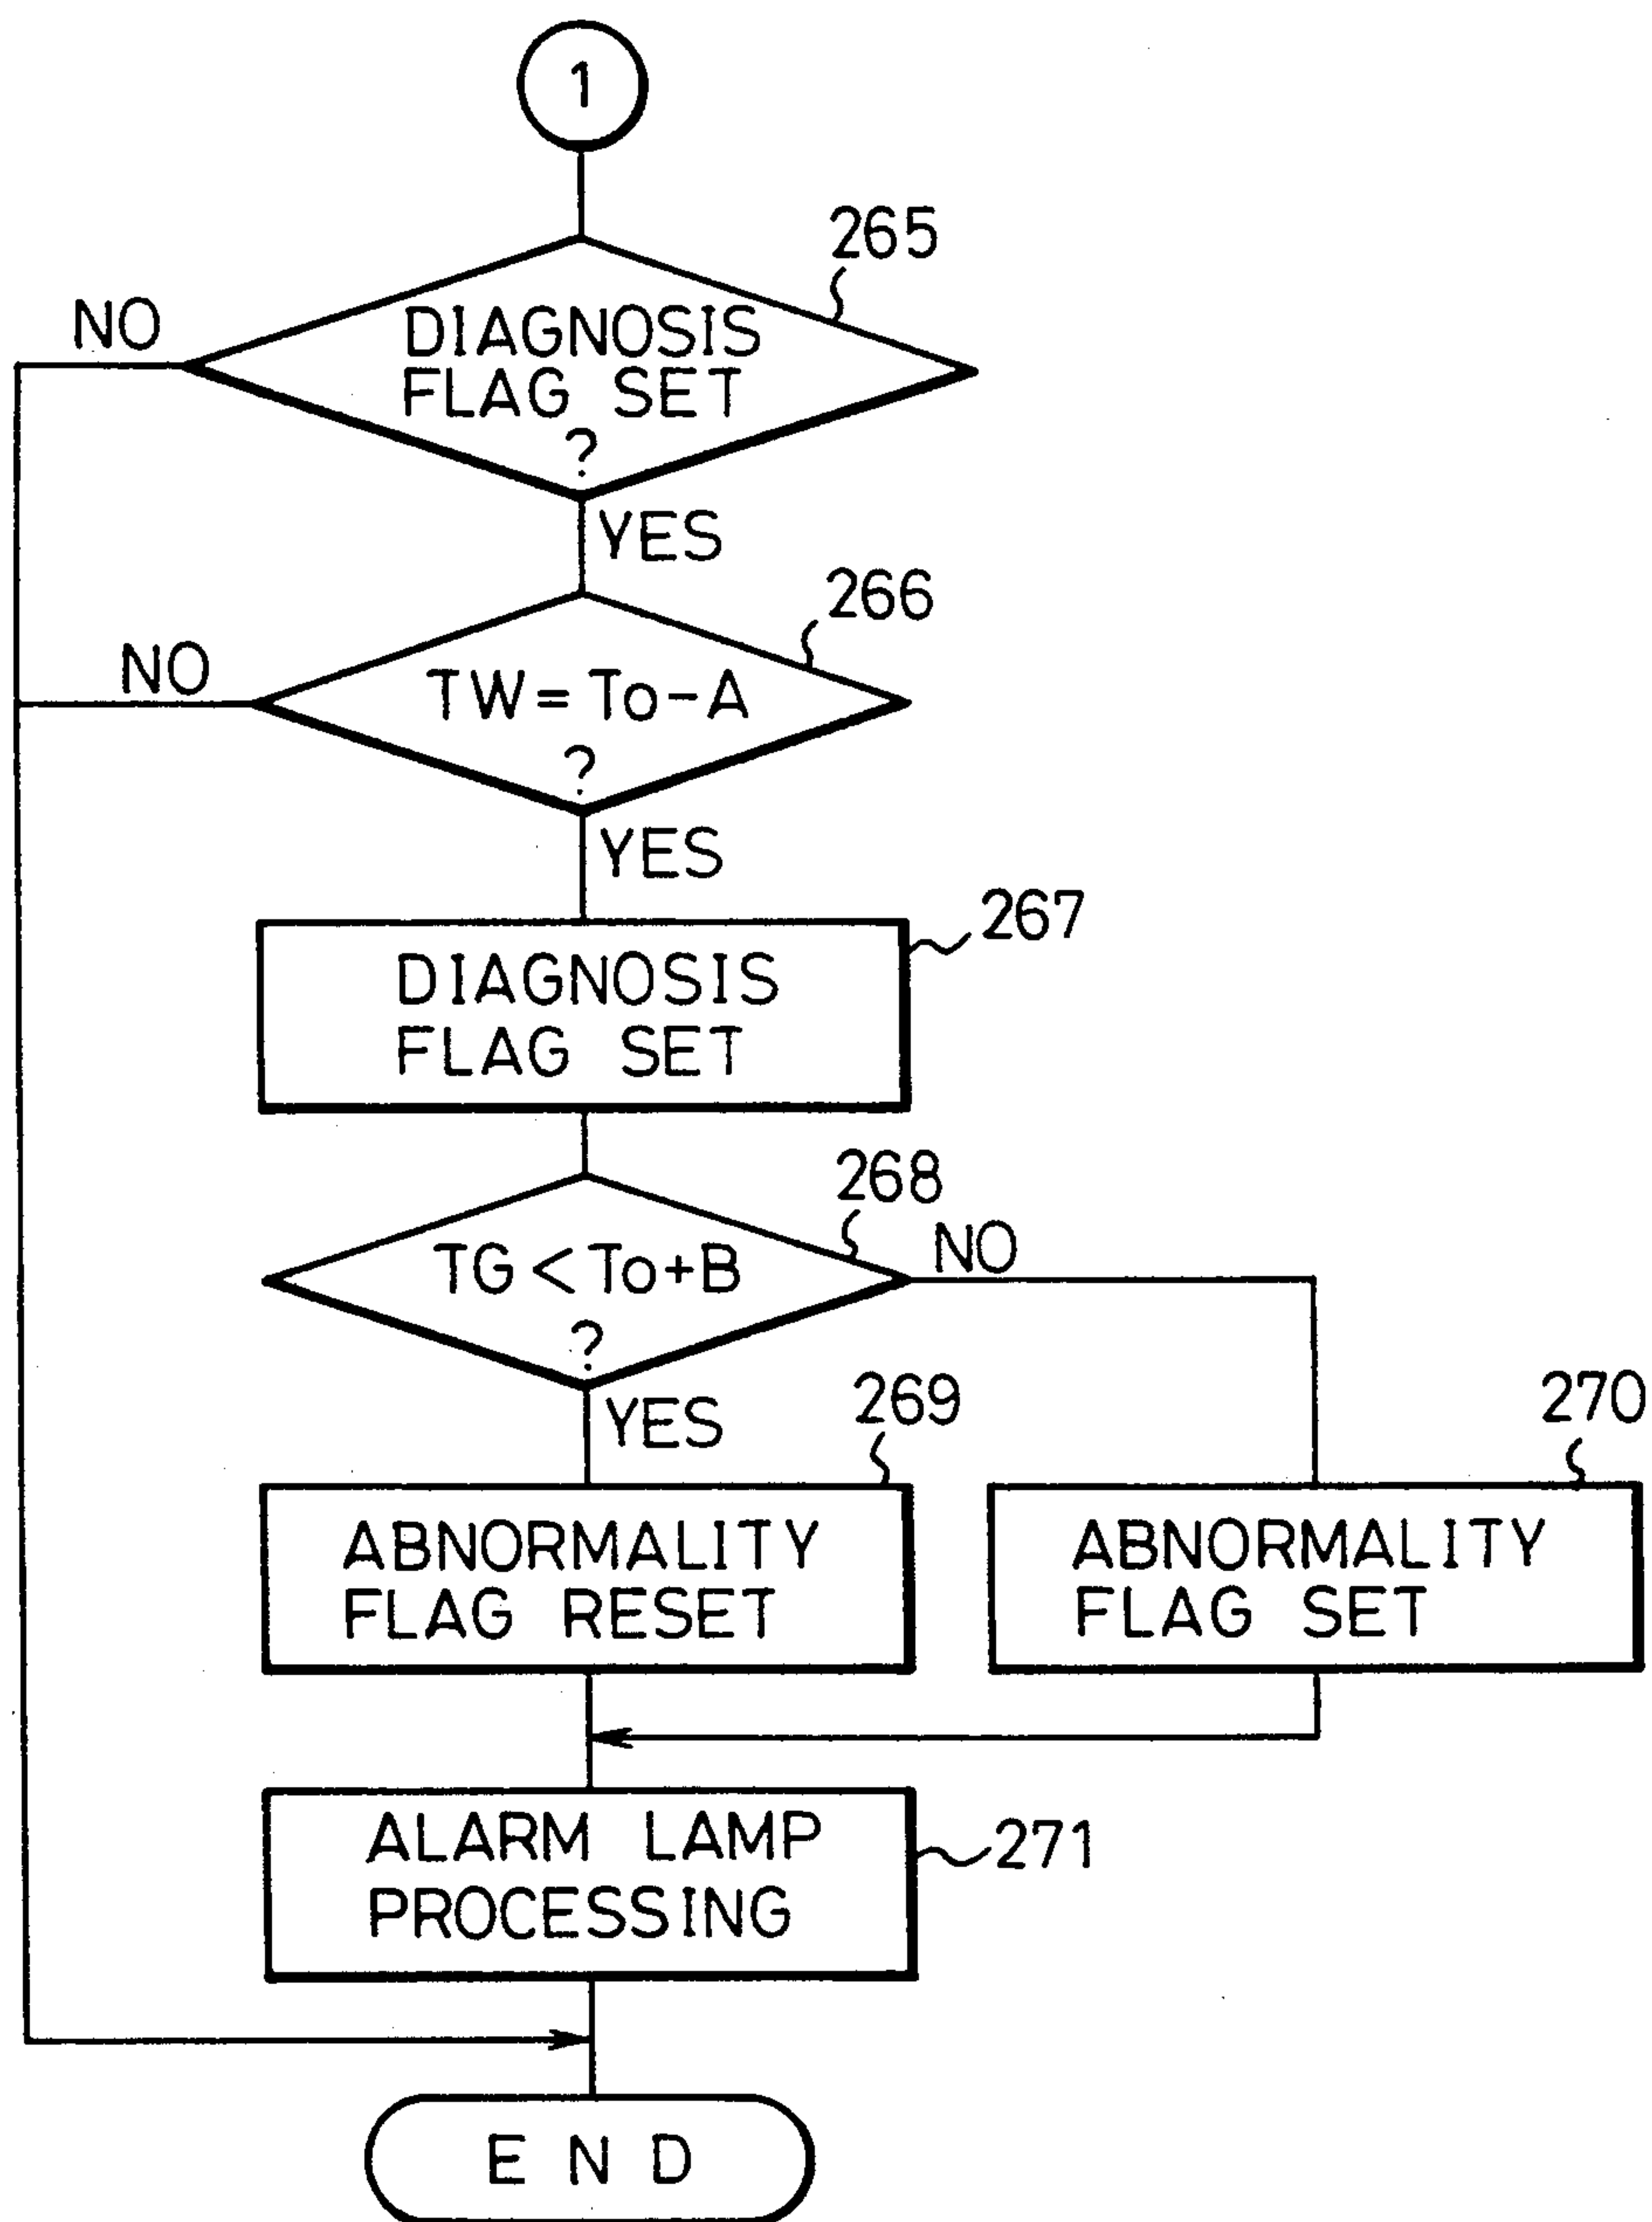 1
265
NO
DIAGNOSIS
FLAG SET
?
YES
266
NO
TW=To-A
?
YES
267
DIAGNOSIS
FLAG SET
268
TG<To+B
NO
?
YES
269
270
ABNORMALITY
FLAG RESET
ABNORMALITY
FLAG SET
ALARM LAMP
PROCESSING
271
END